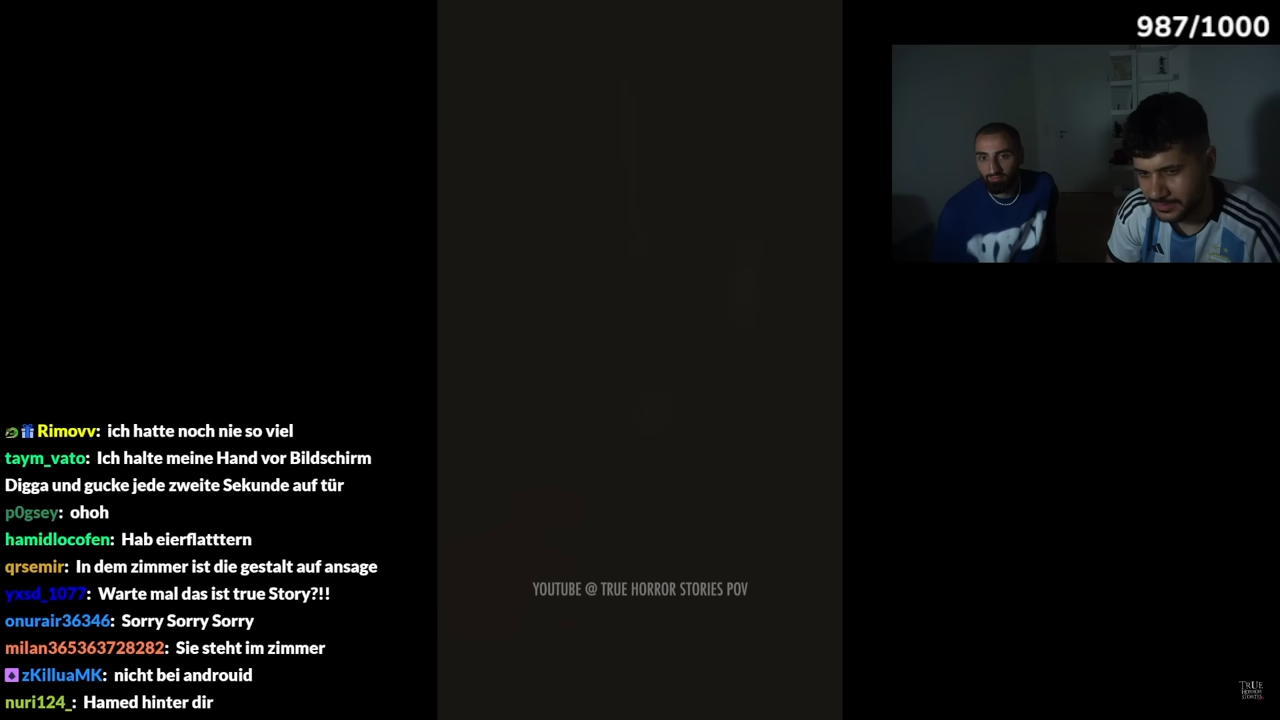 987/1000
Rimovv: ich hatte noch nie so viel
taym_vato: Ich halte meine Hand vor Bildschirm
Digga und gucke jede zweite Sekunde auf tür
p0gsey: ohoh
hamidlocofen: Hab eierflatttern
qrsemir: In dem zimmer ist die gestalt auf ansage
yxsd_1077: Warte mal das ist true Story?!!
onurair36346: Sorry Sorry Sorry
milan365363728282: Sie steht im zimmer
zKilluaMK: nicht bei androuid
nuri124_: Hamed hinter dir
YOUTUBE @ TRUE HORROR STORIES POV
TRUE
HORROR
STORIES